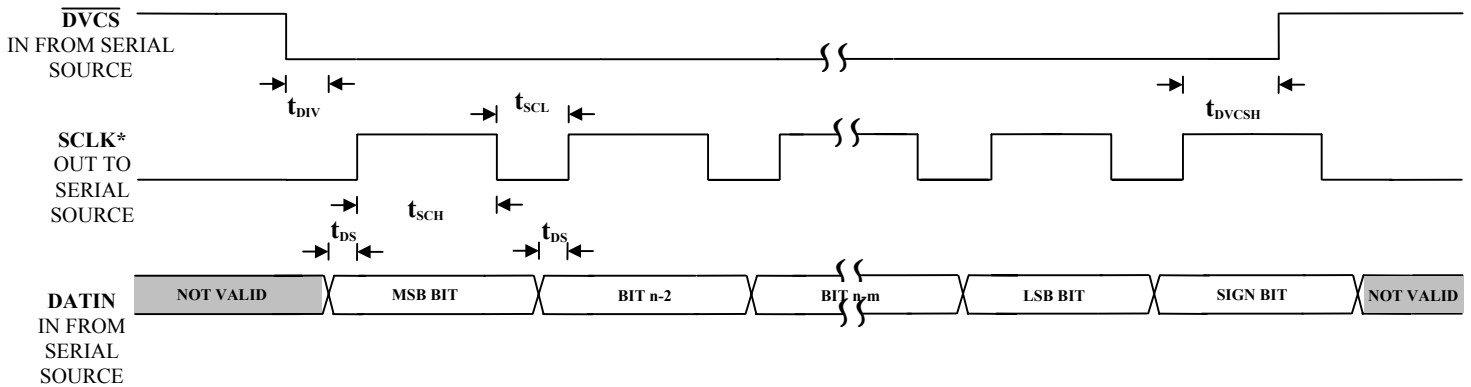 DVCS
IN FROM SERIAL
SOURCE
tDIV
tSCL
tDVCSH
SCLK*
OUT TO
SERIAL
SOURCE
tSCH
tDS
tDS
DATIN
IN FROM
SERIAL
SOURCE
NOT VALID
MSB BIT
BIT n-2
BIT n-m
LSB BIT
SIGN BIT
NOT VALID